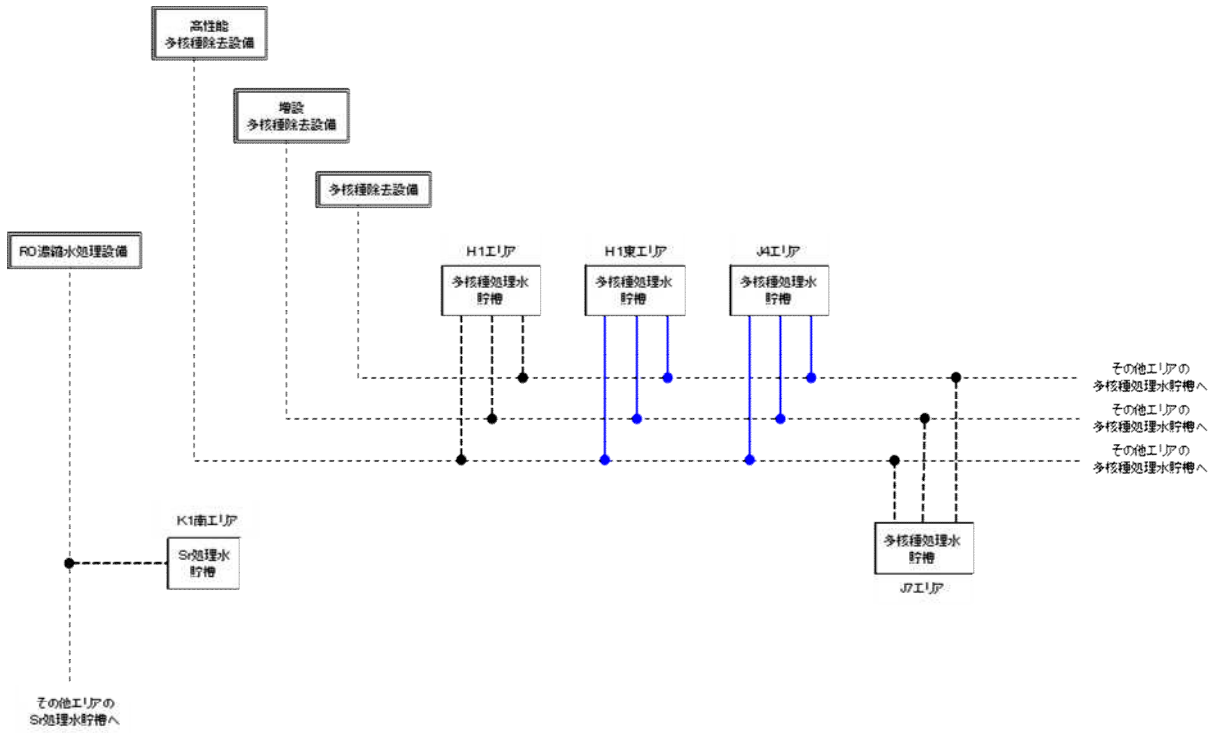 高性能
多核種除去設備
増設
多核種除去設備
多核種除去設備
RO濃縮水処理設備
H1エリア
多核種処理水
貯槽
H1東エリア
多核種処理水
貯槽
J4エリア
多核種処理水
貯槽
その他エリアの
多核種処理水貯槽へ
その他エリアの
多核種処理水貯槽へ
その他エリアの
多核種処理水貯槽へ
K1南エリア
Sr処理水
貯槽
多核種処理水
貯槽
J7エリア
その他エリアの
Sr処理水貯槽へ